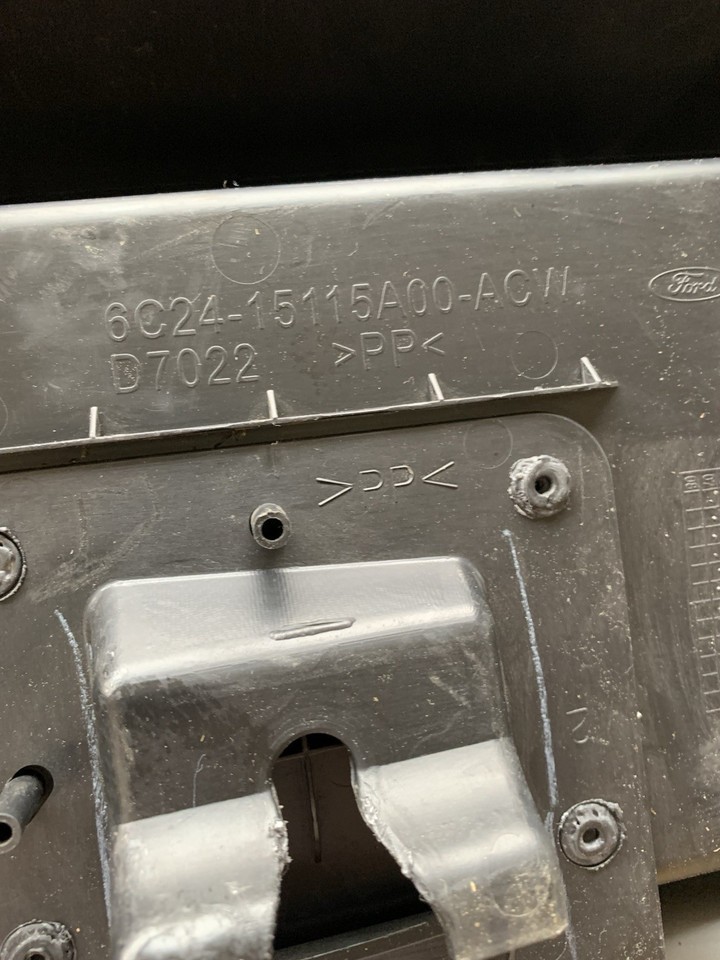 6C24-15115A00-ACW
Ford
D7022 >PP<
>PP<